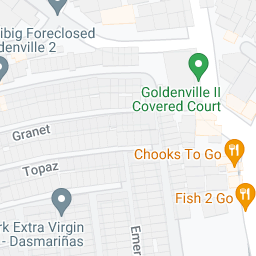 ibig Foreclosed
ldenville 2
Goldenville II
Covered Court
Granet
Chooks To Go
Topaz
Fish 2 Go
rk Extra Virgin
- Dasmariñas
Emer